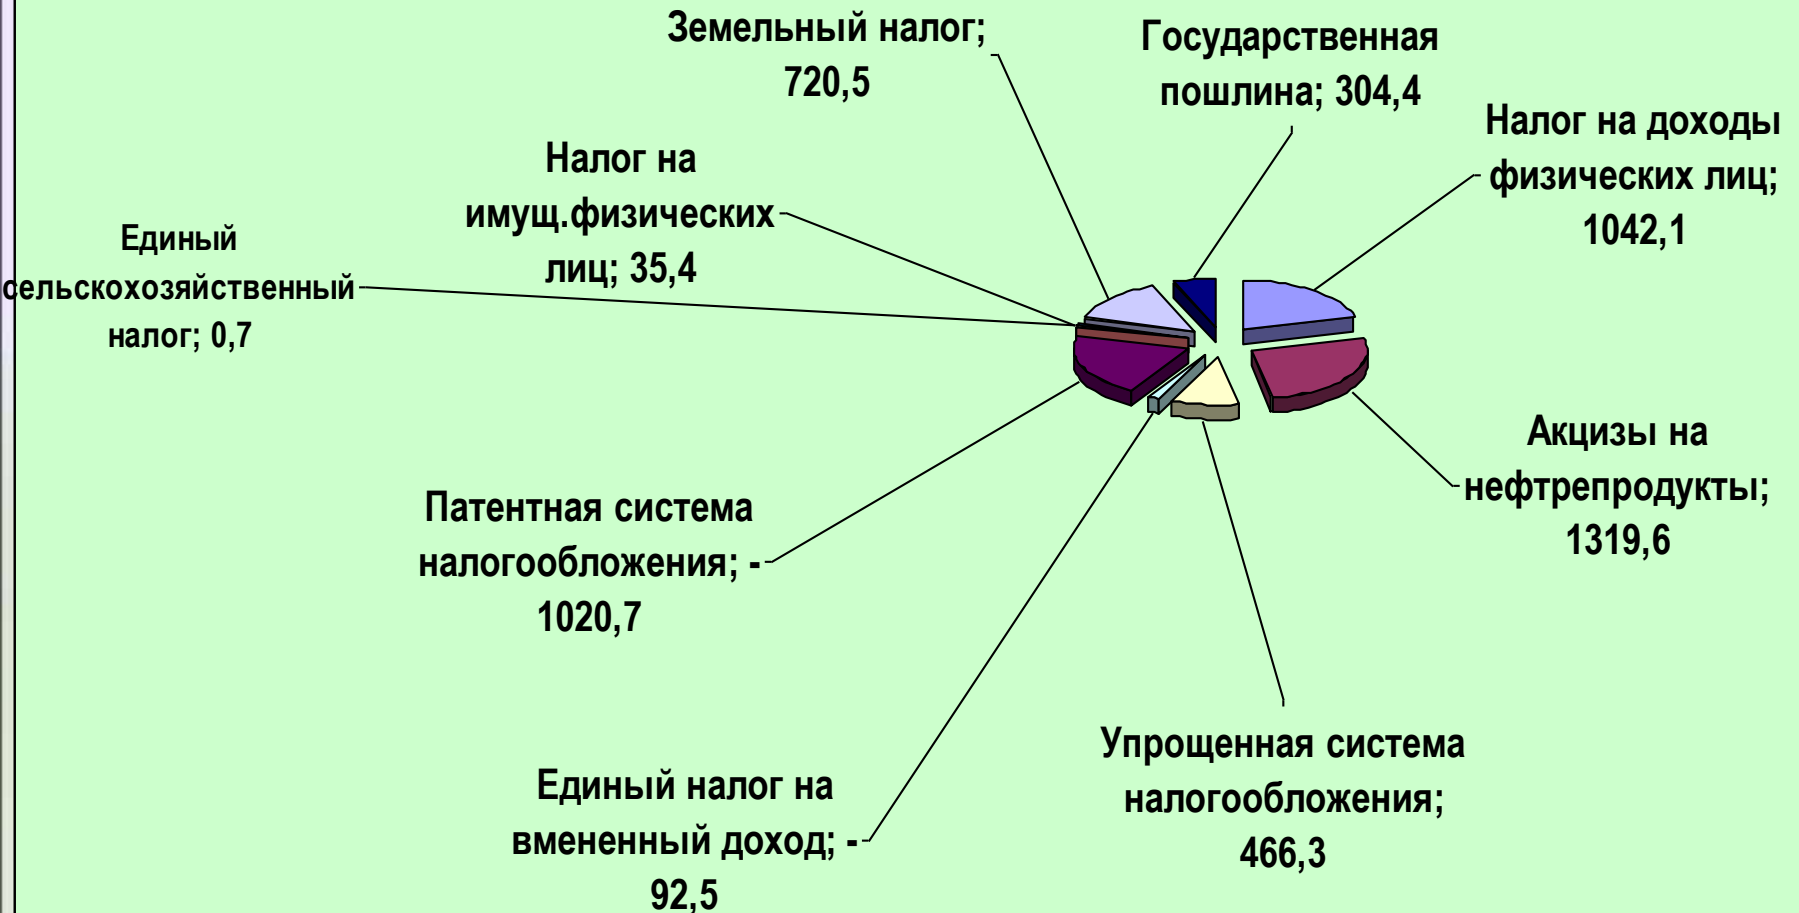 Земельный налог;
720,5
Государственная
пошлина; 304,4
Налог на доходы
физических лиц;
1042,1
Налог на
имущ.физических
лиц; 35,4
Единый
сельскохозяйственный
налог; 0,7
Акцизы на
нефтрепродукты;
1319,6
Патентная система
налогообложения; -
1020,7
Упрощенная система
налогообложения;
466,3
Единый налог на
вмененный доход; -
92,5